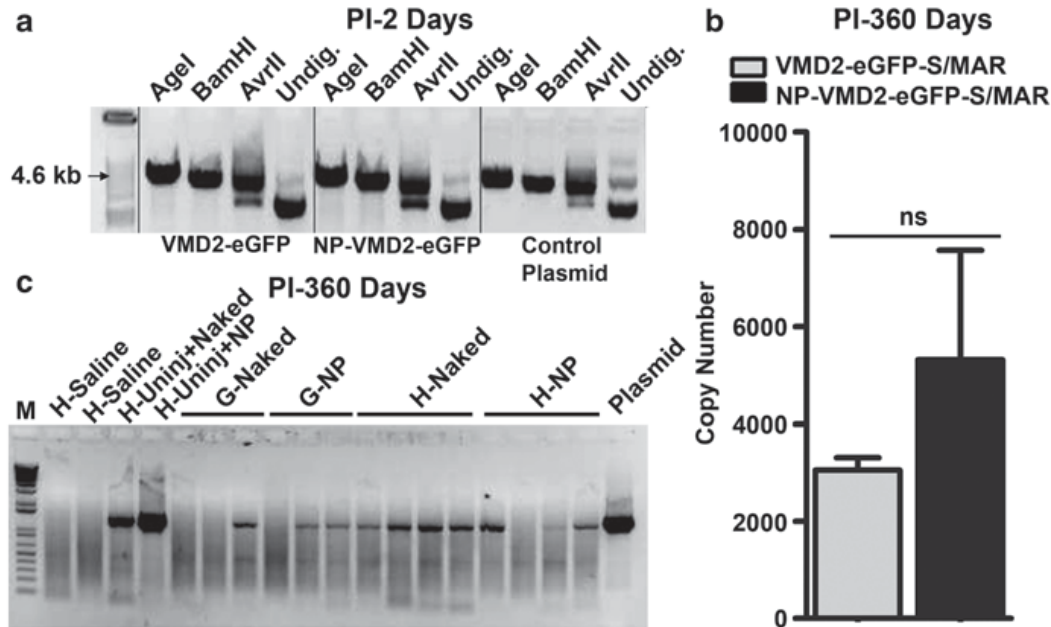 a
PI-2 Days
AgeI BamHI AvrII Undig. AgeI BamHI AvrII Undig. AgeI BamHI AvrII Undig.
4.6 kb
VMD2-eGFP NP-VMD2-eGFP Control
Plasmid
b
PI-360 Days
VMD2-eGFP-S/MAR
NP-VMD2-eGFP-S/MAR
10000
8000
6000
4000
2000
0
Copy Number
ns
c
PI-360 Days
M H-Saline H-Saline H-Uninj+Naked H-Uninj+NP G-Naked G-NP H-Naked H-NP Plasmid